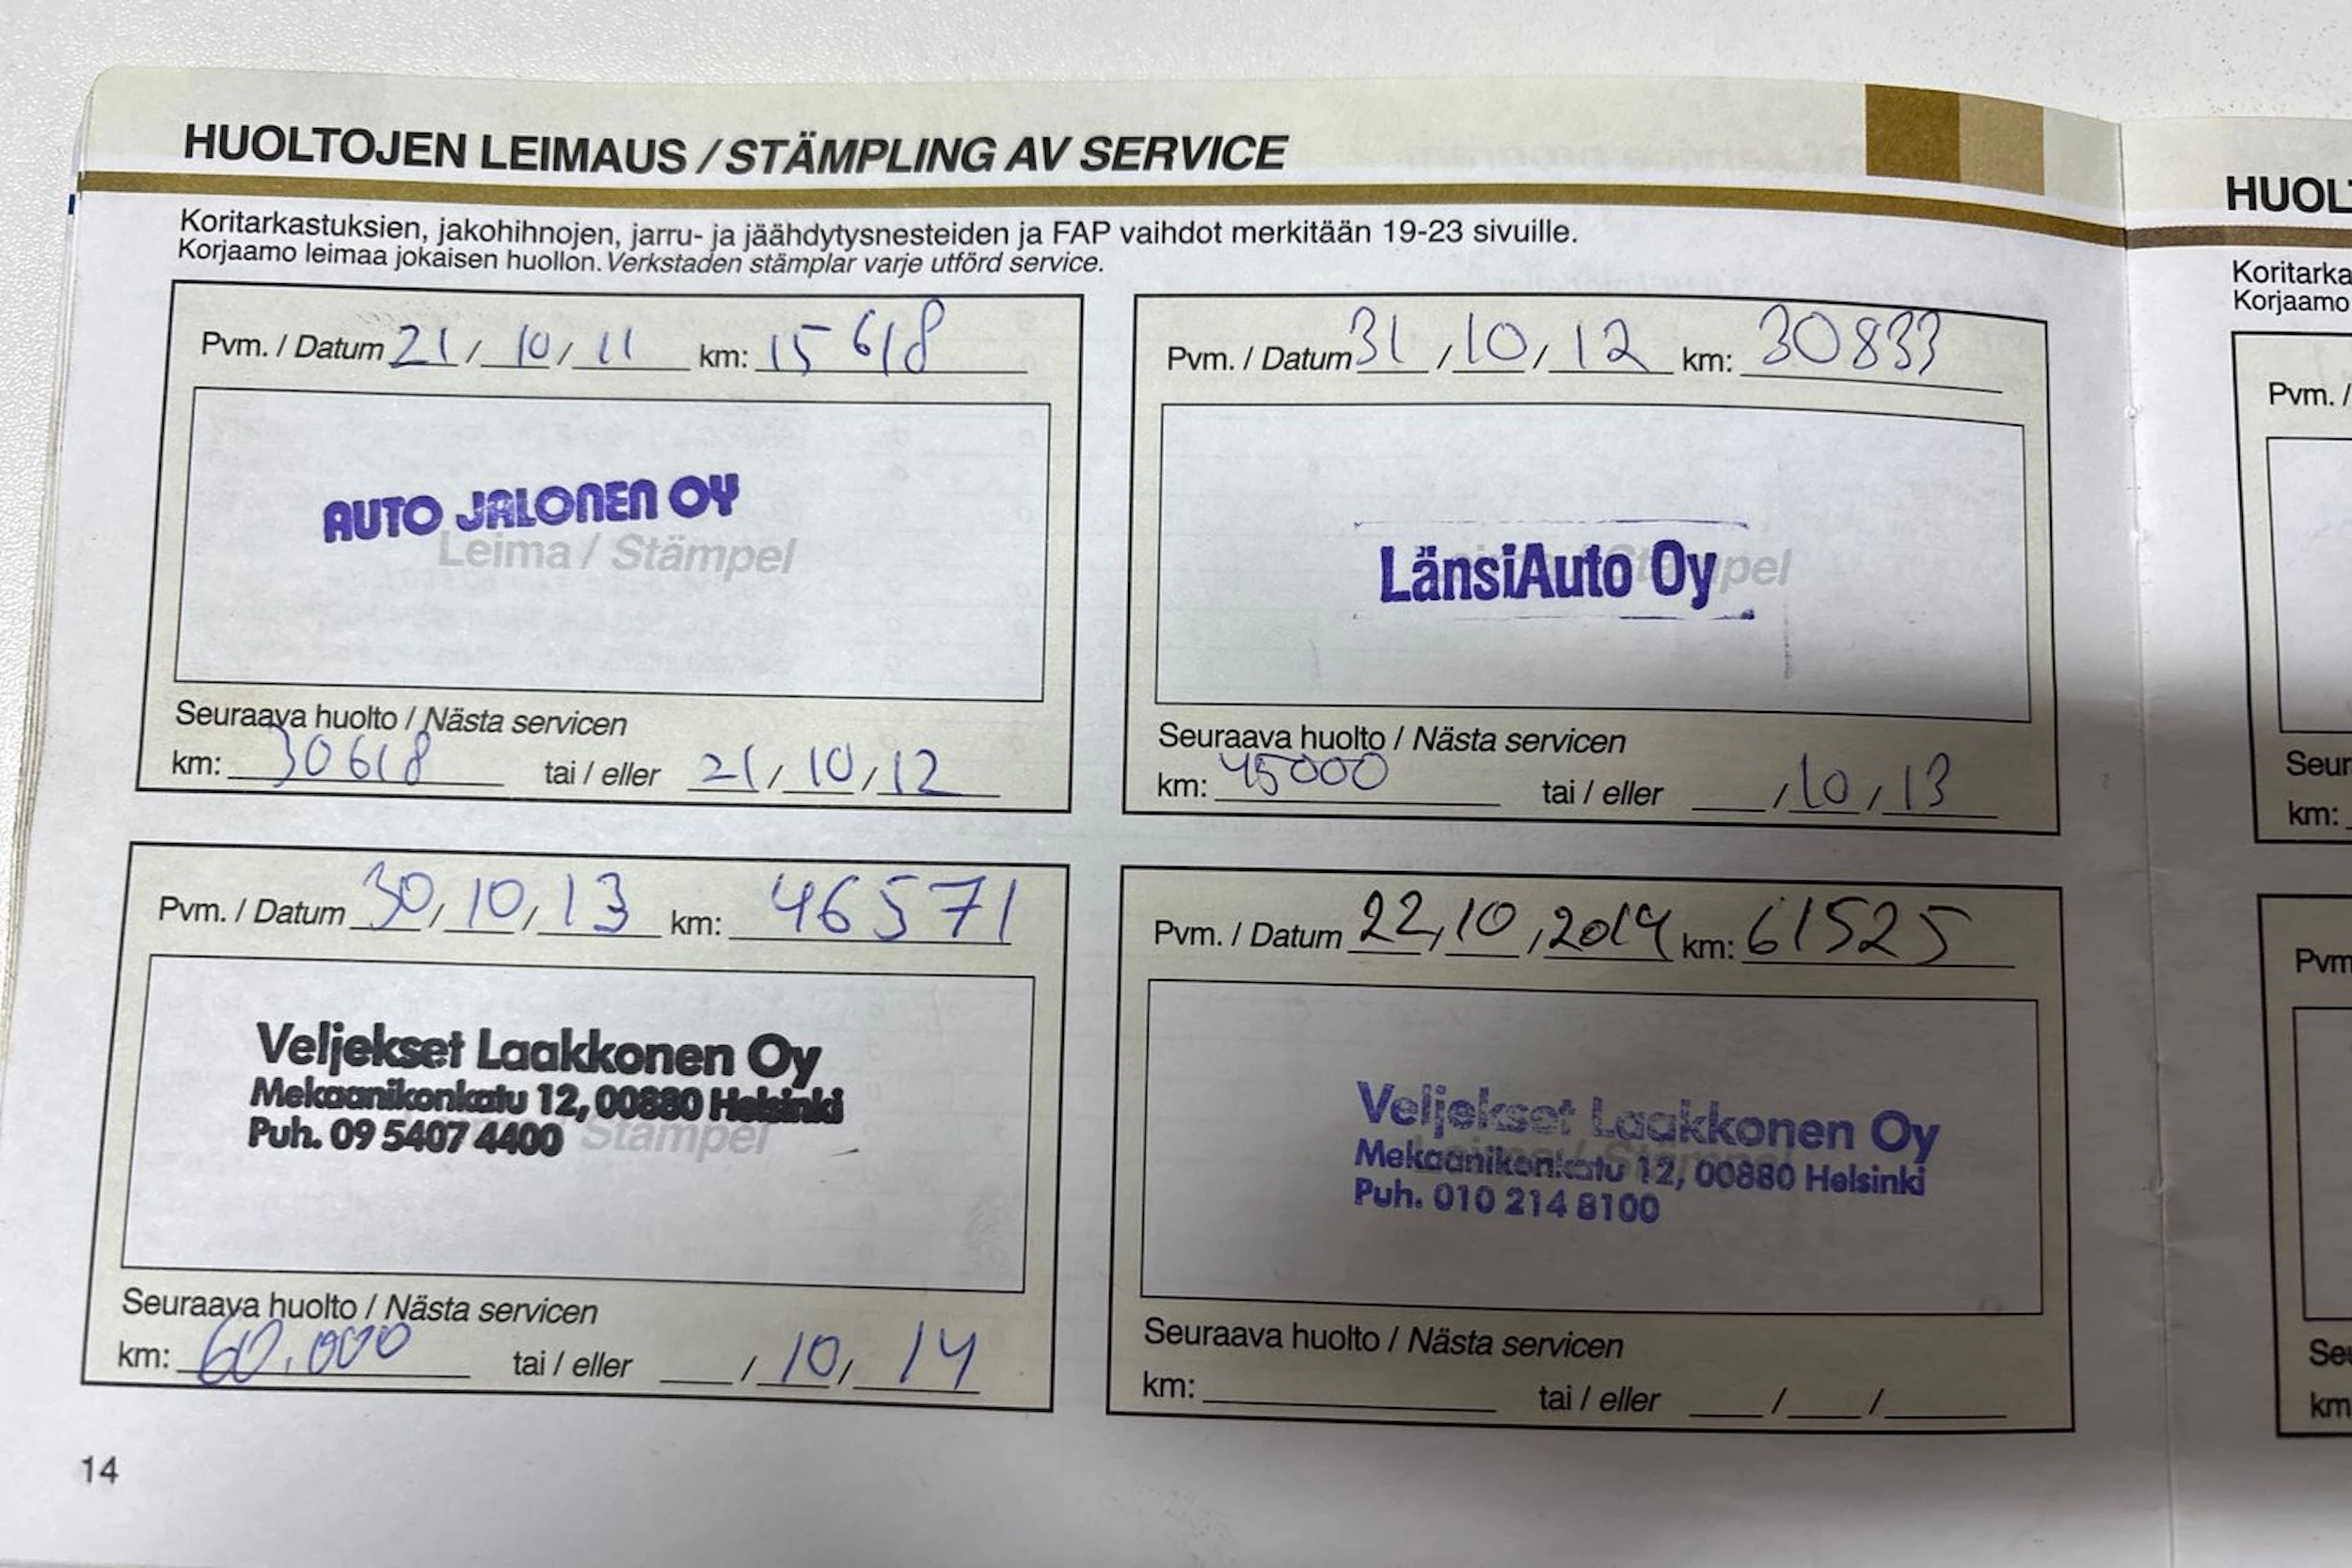 HUOLTOJEN LEIMAUS / STÄMPLING AV SERVICE
Koritarkastuksien, jakohihnojen, jarru- ja jäähdytysnesteiden ja FAP vaihdot merkitään 19-23 sivuille.
Korjaamo leimaa jokaisen huollon. Verkstaden stämplar varje utförd service.
Pvm. / Datum 21 / 10 / 11 km: 15 618
AUTO JALONEN OY
Leima / Stämpel
Seuraava huolto / Nästa servicen
km: 30618 tai / eller 21 / 10 / 12
Pvm. / Datum 31 / 10 / 12 km: 30833
LänsiAuto Oy
Seuraava huolto / Nästa servicen
km: 45000 tai / eller / 10 / 13
Pvm. / Datum 30 / 10 / 13 km: 46571
Veljekset Laakkonen Oy
Mekaanikonkatu 12, 00880 Helsinki
Puh. 09 5407 4400
Stämpel
Seuraava huolto / Nästa servicen
km: 60.000 tai / eller / 10 / 14
Pvm. / Datum 22 / 10 / 2014 km: 61525
Veljekset Laakkonen Oy
Mekaanikonkatu 12, 00880 Helsinki
Puh. 010 214 8100
Seuraava huolto / Nästa servicen
km: tai / eller / /
14
HUOL
Koritarka
Korjaamo
Pvm. /
Seur
km:
Pvm
Seu
km